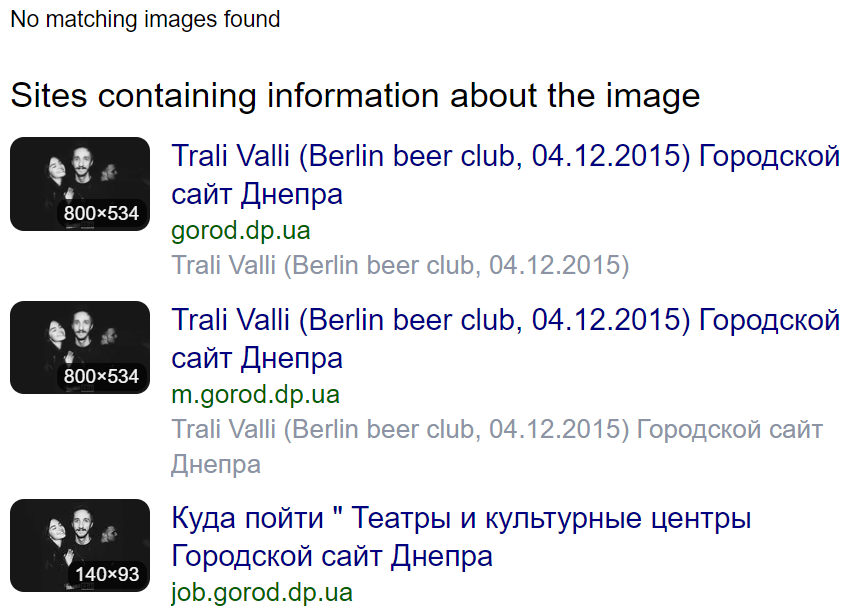 No matching images found
Sites containing information about the image
Trali Valli (Berlin beer club, 04.12.2015) Городской
сайт Днепра
800×534
gorod.dp.ua
Trali Valli (Berlin beer club, 04.12.2015)
Trali Valli (Berlin beer club, 04.12.2015) Городской
сайт Днепра
800×534
m.gorod.dp.ua
Trali Valli (Berlin beer club, 04.12.2015) Городской сайт
Днепра
Куда пойти " Театры и культурные центры
Городской сайт Днепра
140×93
job.gorod.dp.ua